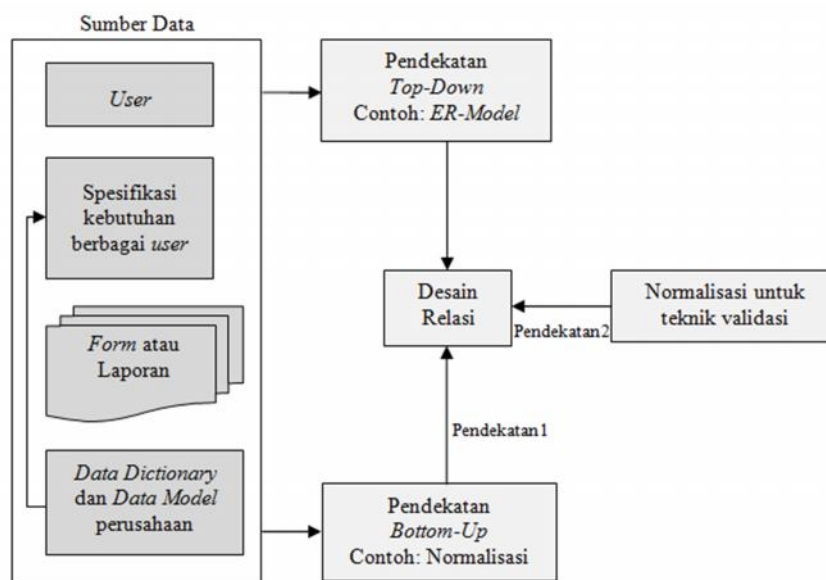 Sumber Data
User
Spesifikasi
kebutuhan
berbagai user
Form atau
Laporan
Data Dictionary
dan Data Model
perusahaan
Pendekatan
Top-Down
Contoh: ER-Model
Desain
Relasi
Normalisasi untuk
teknik validasi
Pendekatan2
Pendekatan1
Pendekatan
Bottom-Up
Contoh: Normalisasi